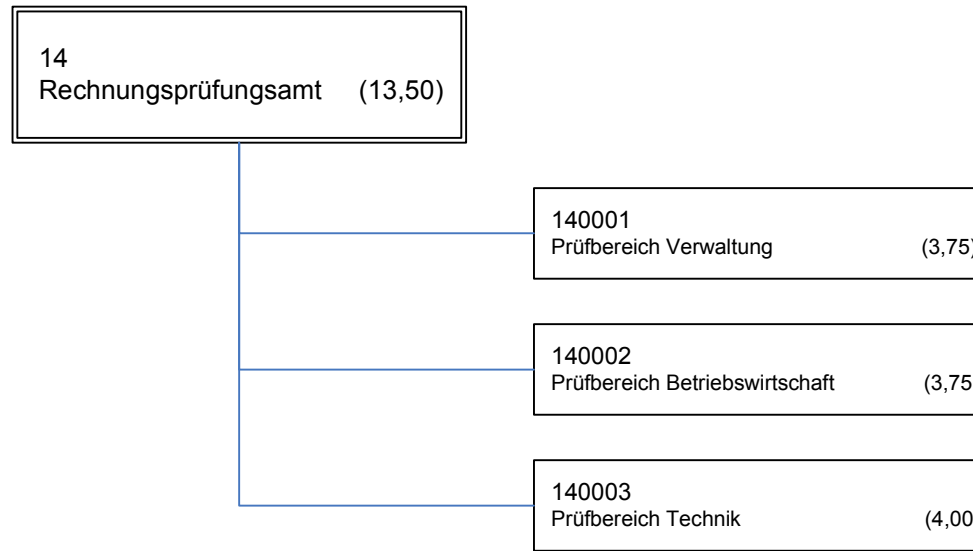 14
Rechnungsprüfungsamt (13,50)
140001
Prüfbereich Verwaltung (3,75)
140002
Prüfbereich Betriebswirtschaft (3,75
140003
Prüfbereich Technik (4,00